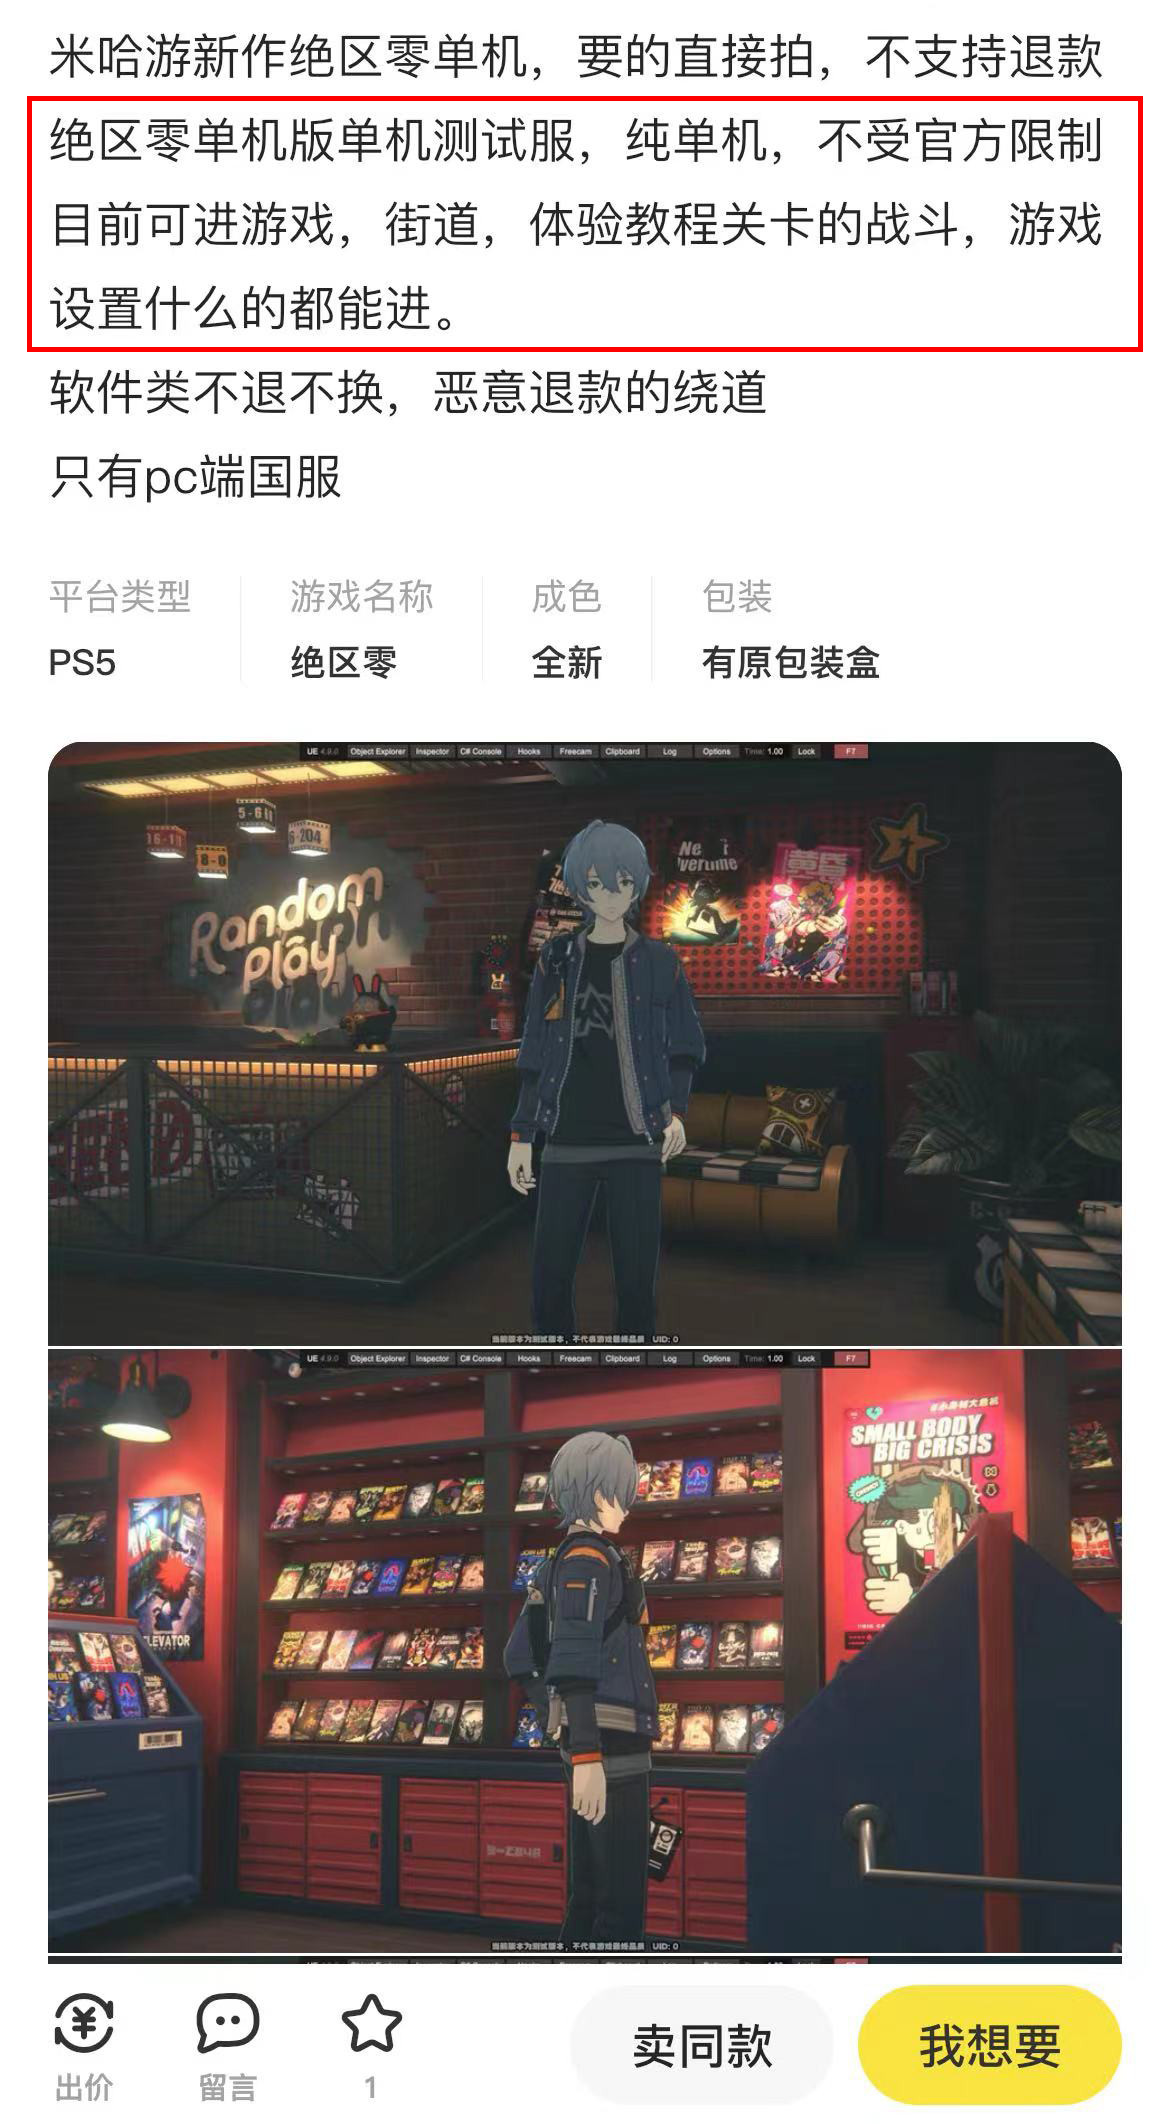 米哈游新作绝区零单机，要的直接拍，不支持退款
绝区零单机版单机测试服，纯单机，不受官方限制
目前可进游戏，街道，体验教程关卡的战斗，游戏
设置什么的都能进。
软件类不退不换，恶意退款的绕道
只有pc端国服
平台类型 游戏名称 成色 包装
PS5 绝区零 全新 有原包装盒
UE 4.9.0 Object Explorer Inspector C# Console Hooks Freecam Clipboard Log Options Time: 1.00 Lock F7
5-6
16-1
6-204
8-0
Random
Play
黄昏
当前版本为测试版本，不代表游戏最终品质 UID: 0
UE 4.9.0 Object Explorer Inspector C# Console Hooks Freecam Clipboard Log Options Time: 1.00 Lock F7
SMALL BODY
BIG CRISIS
ELEVATOR
当前版本为测试版本，不代表游戏最终品质 UID: 0
出价 留言 1 卖同款 我想要